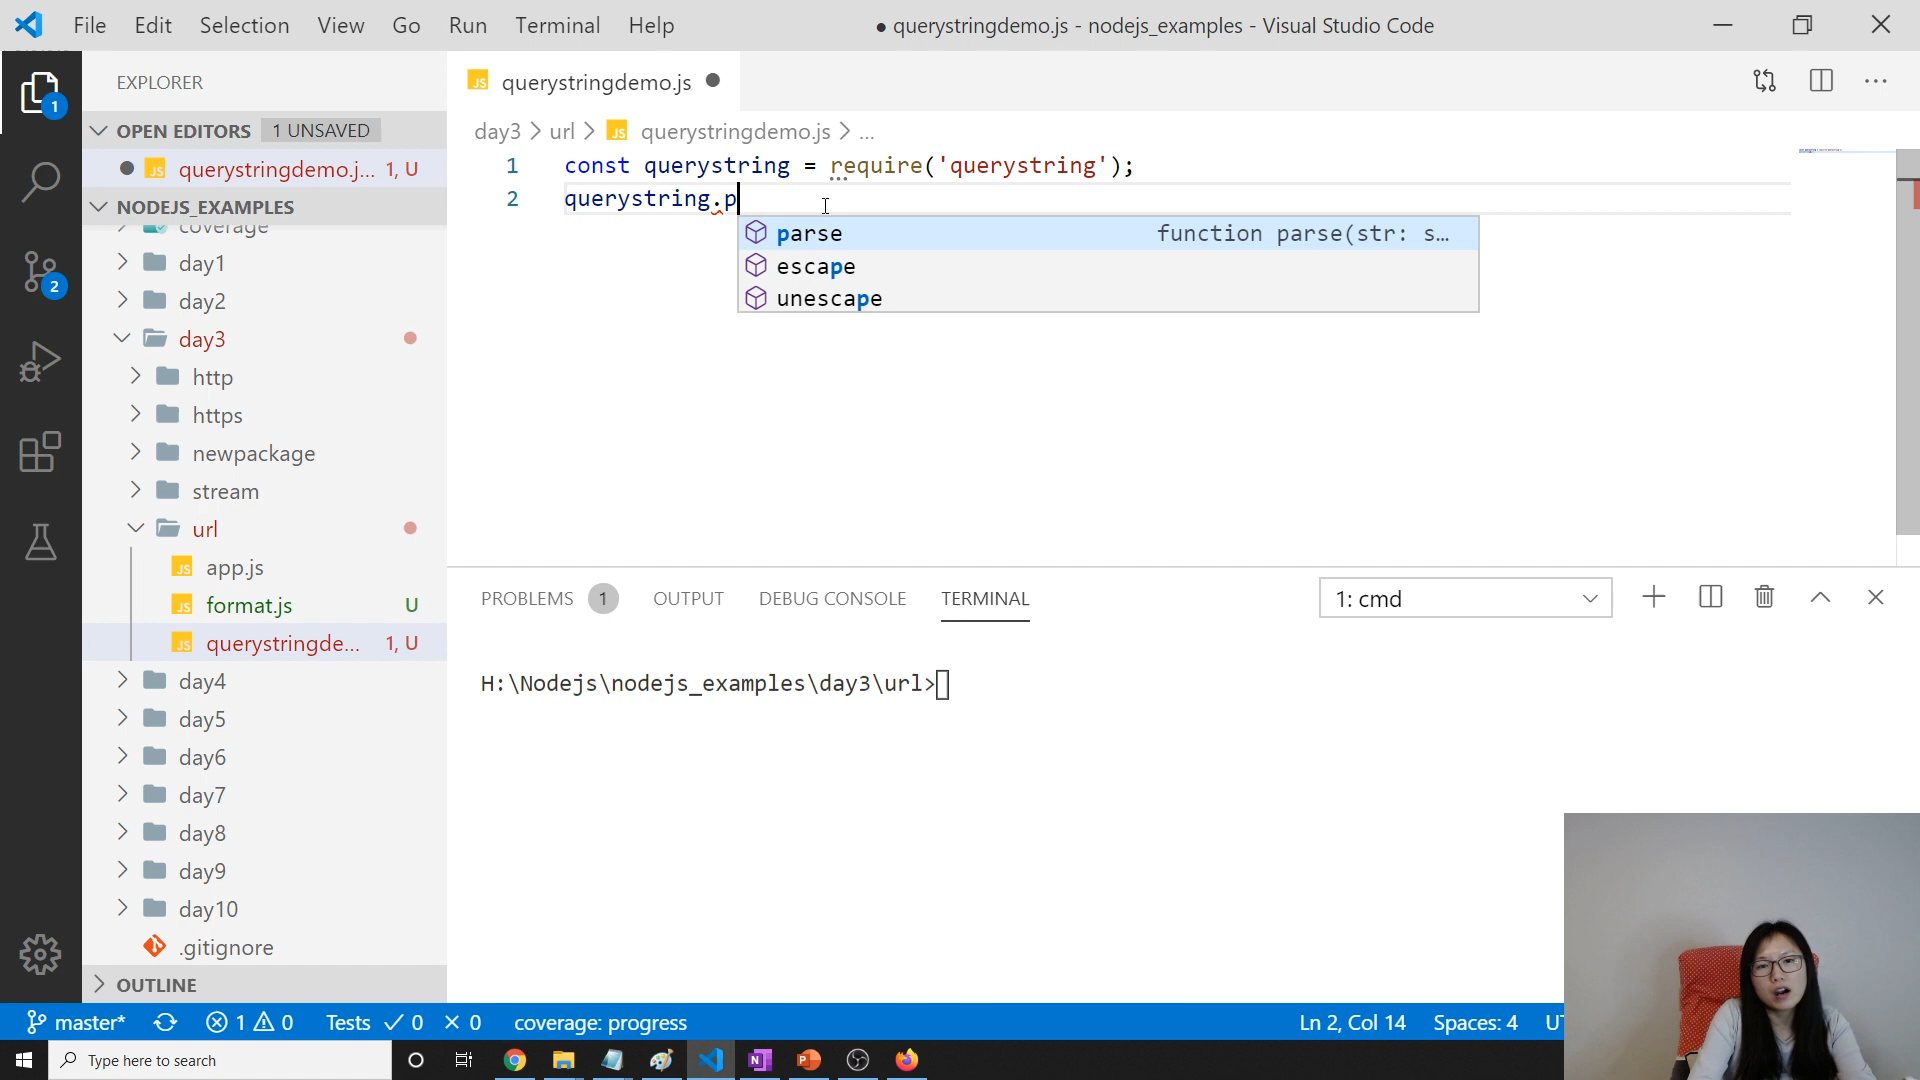 File Edit Selection View Go Run Terminal Help
● querystringdemo.js - nodejs_examples - Visual Studio Code
EXPLORER
OPEN EDITORS 1 UNSAVED
querystringdemo.j... 1, U
NODEJS_EXAMPLES
coverage
day1
day2
day3
http
https
newpackage
stream
url
app.js
format.js U
querystringde... 1, U
day4
day5
day6
day7
day8
day9
day10
.gitignore
OUTLINE
1
2
JS querystringdemo.js
day3 > url > JS querystringdemo.js > ...
1 const querystring = require('querystring');
2 querystring.p
parse function parse(str: s...
escape
unescape
PROBLEMS 1 OUTPUT DEBUG CONSOLE TERMINAL 1: cmd
H:\Nodejs\nodejs_examples\day3\url>
master* 1 0 Tests 0 0 coverage: progress Ln 2, Col 14 Spaces: 4
Type here to search